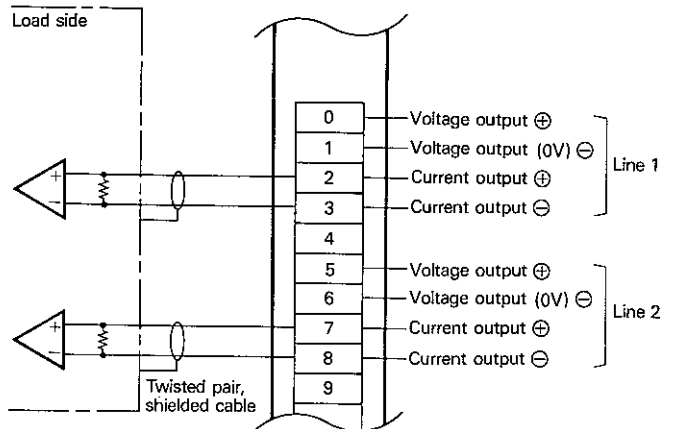 Load side
0 Voltage output ⊕
1 Voltage output (0V) ⊖
2 Current output ⊕
3 Current output ⊖
Line 1
4
5 Voltage output ⊕
6 Voltage output (0V) ⊖
7 Current output ⊕
8 Current output ⊖
Line 2
9
+
−
+
−
Twisted pair,
shielded cable